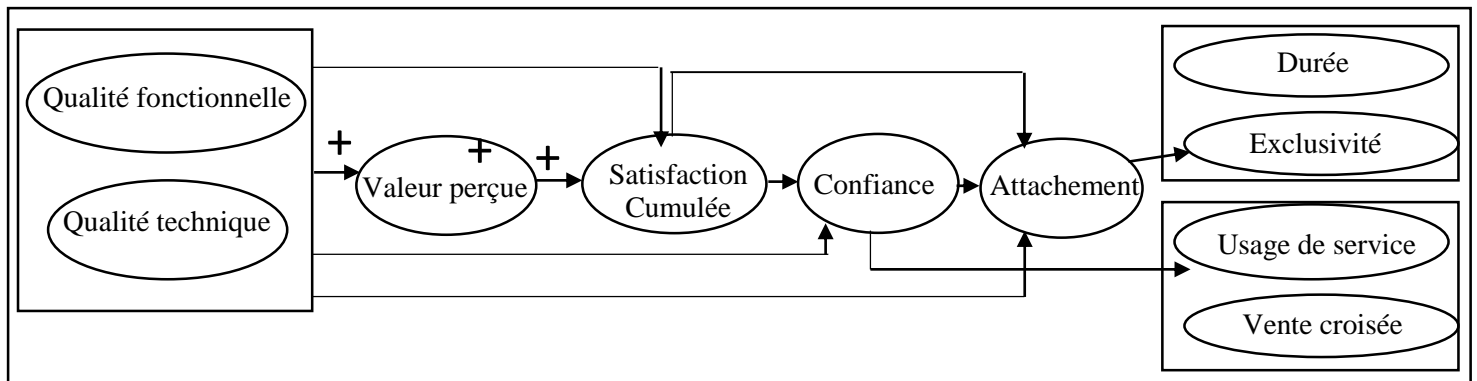 Qualité fonctionnelle
Qualité technique
+
Valeur perçue
+
+
Satisfaction
Cumulée
Confiance
Attachement
Durée
Exclusivité
Usage de service
Vente croisée